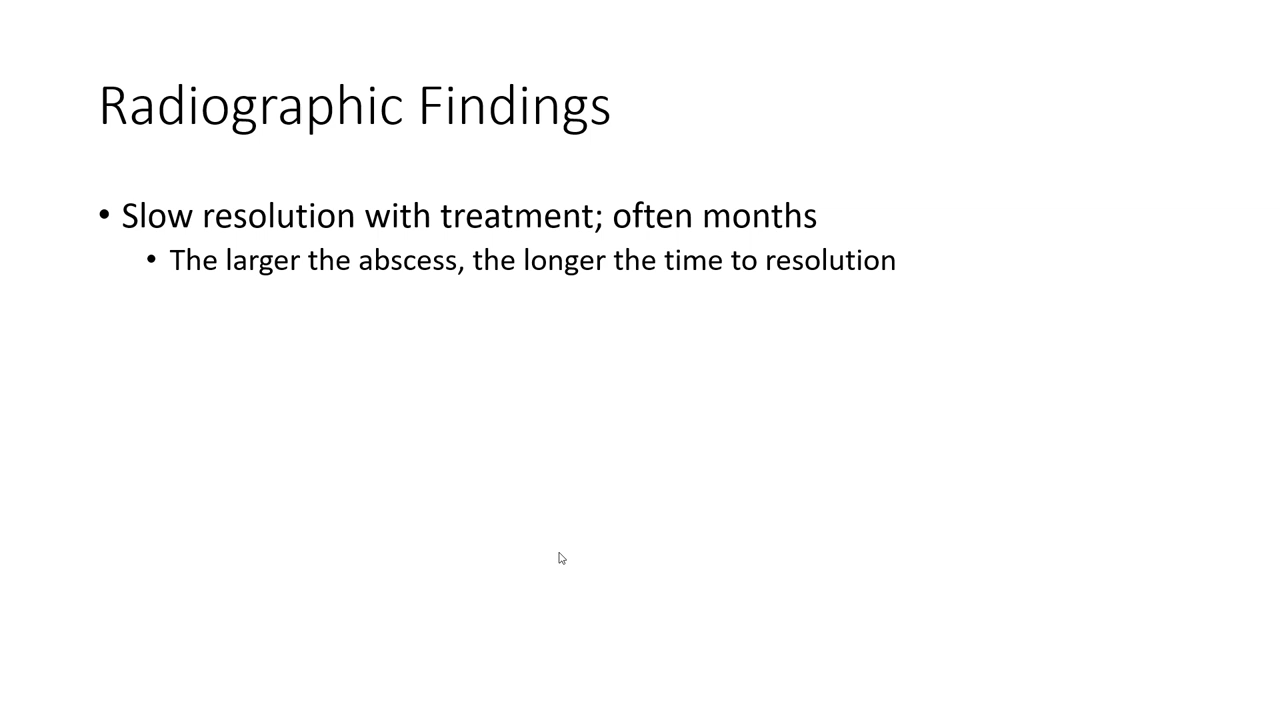 Radiographic Findings
• Slow resolution with treatment; often months
• The larger the abscess, the longer the time to resolution